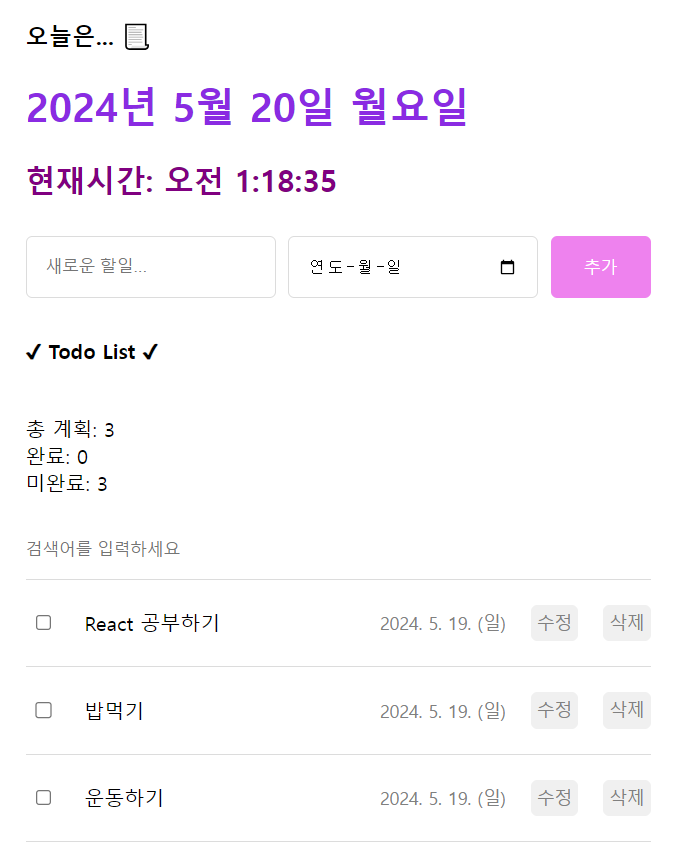 오늘은... 📃
2024년 5월 20일 월요일
현재시간: 오전 1:18:35
새로운 할일... 연도-월-일 추가
✔ Todo List ✔
총 계획: 3
완료: 0
미완료: 3
검색어를 입력하세요
React 공부하기 2024. 5. 19. (일) 수정 삭제
밥먹기 2024. 5. 19. (일) 수정 삭제
운동하기 2024. 5. 19. (일) 수정 삭제